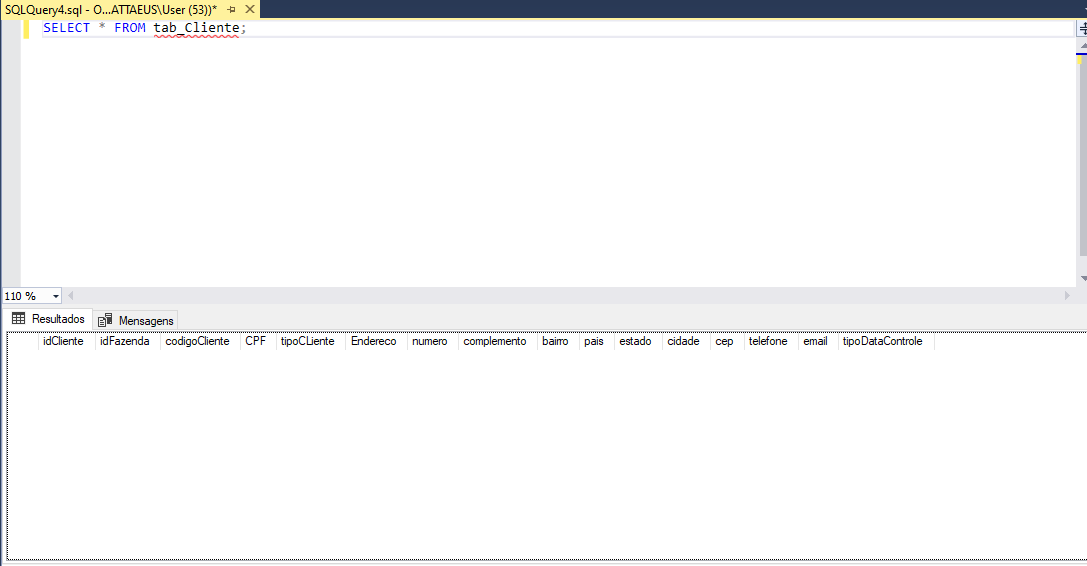 SQLQuery4.sql - O...ATTAEUS\User (53))*
SELECT * FROM tab_Cliente;
110 %
Resultados Mensagens
idCliente idFazenda codigoCliente CPF tipoCLiente Endereco numero complemento bairro pais estado cidade cep telefone email tipoDataControle